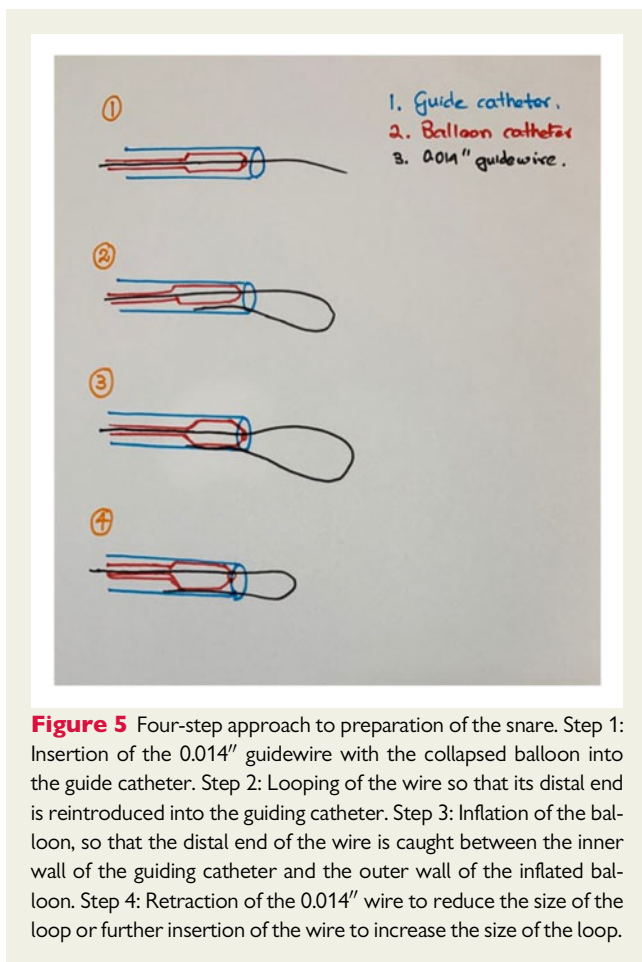 ①
1. Guide catheter.
2. Balloon catheter
3. 0.014" guidewire.
②
③
④
Figure 5 Four-step approach to preparation of the snare. Step 1:
Insertion of the 0.014″ guidewire with the collapsed balloon into
the guide catheter. Step 2: Looping of the wire so that its distal end
is reintroduced into the guiding catheter. Step 3: Inflation of the bal-
loon, so that the distal end of the wire is caught between the inner
wall of the guiding catheter and the outer wall of the inflated bal-
loon. Step 4: Retraction of the 0.014″ wire to reduce the size of the
loop or further insertion of the wire to increase the size of the loop.